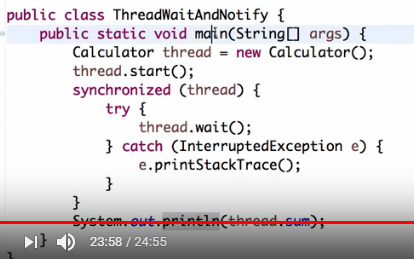 public class ThreadWaitAndNotify {
public static void main(String[] args) {
Calculator thread = new Calculator();
thread.start();
synchronized (thread) {
try {
thread.wait();
} catch (InterruptedException e) {
e.printStackTrace();
}
}
System.out.println(thread.sum);
}
}
23:58 / 24:55